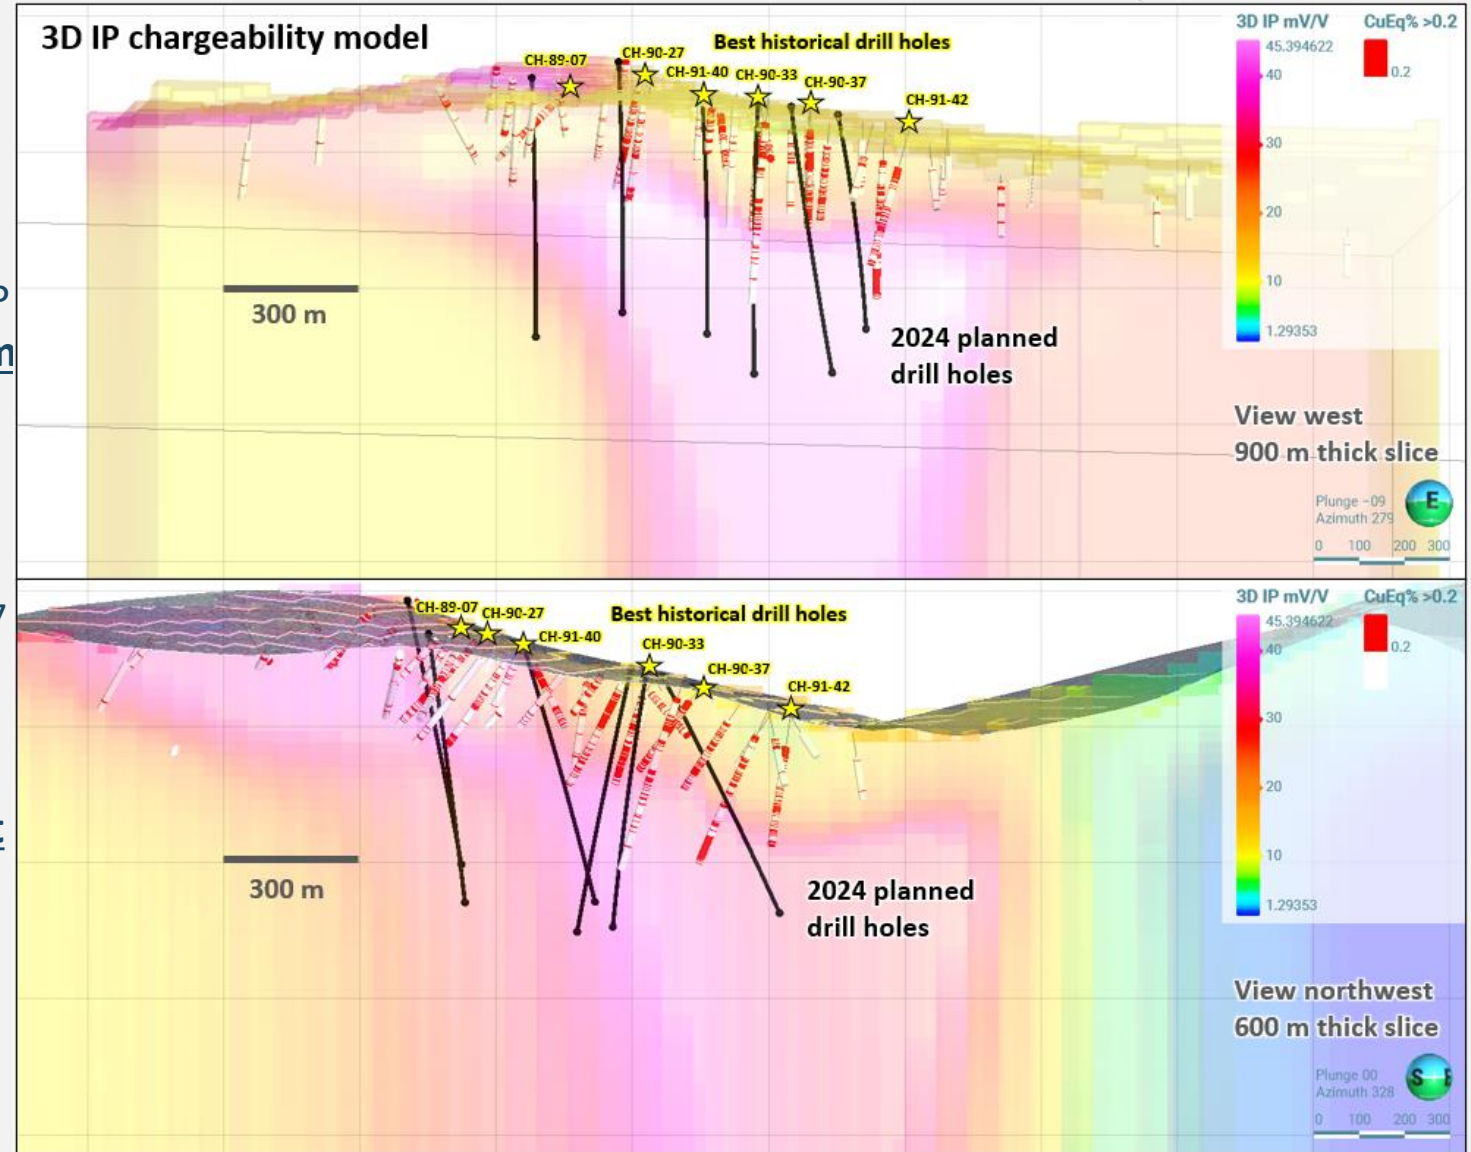 3D IP chargeability model
Best historical drill holes
CH-89-07
CH-90-27
CH-91-40
CH-90-33
CH-90-37
CH-91-42
3D IP mV/V
CuEq% >0.2
45.394622
40
30
20
10
1.29353
0.2
300 m
2024 planned
drill holes
View west
900 m thick slice
Plunge -09
Azimuth 279
E
0 100 200 300
CH-89-07
CH-90-27
CH-91-40
Best historical drill holes
CH-90-33
CH-90-37
CH-91-42
3D IP mV/V
CuEq% >0.2
45.394622
40
30
20
10
1.29353
0.2
300 m
2024 planned
drill holes
View northwest
600 m thick slice
Plunge 00
Azimuth 328
S E
0 100 200 300